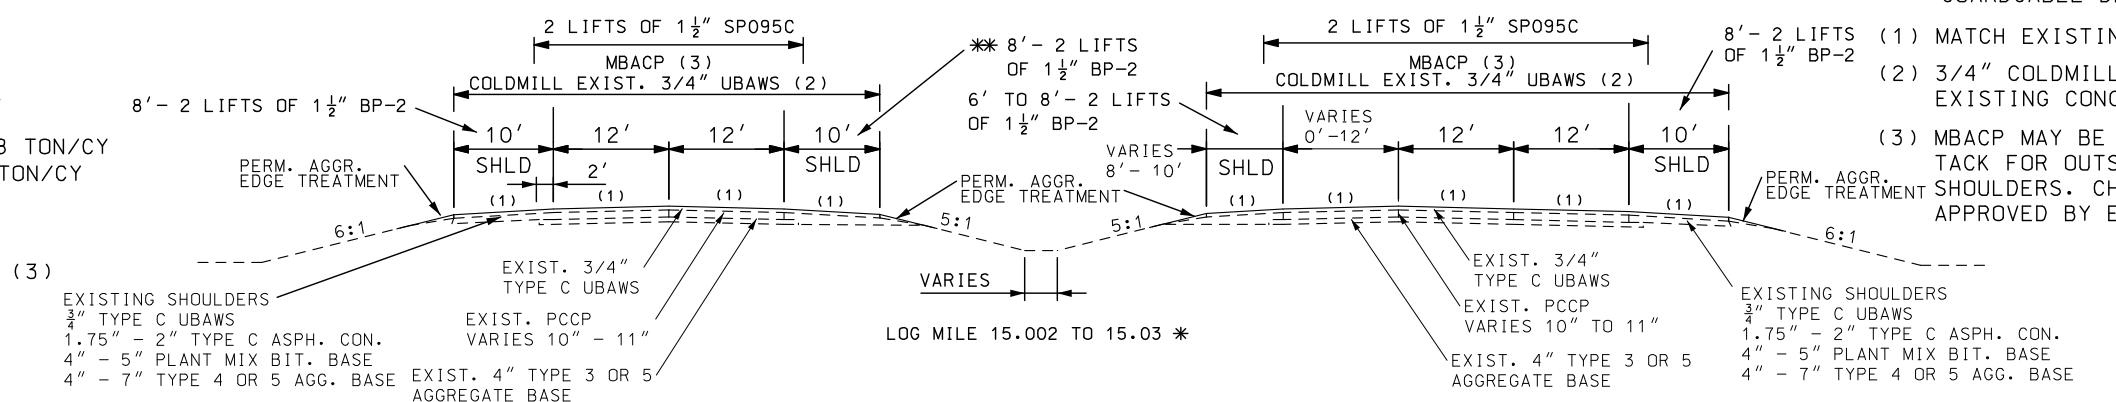 2 LIFTS OF 1½" SP095C
MBACP (3)
COLDMILL EXIST. 3/4" UBAWS (2)
8'- 2 LIFTS OF 1½" BP-2
** 8'- 2 LIFTS
OF 1½" BP-2
10'
12'
12'
10'
SHLD
SHLD
2'
PERM. AGGR.
EDGE TREATMENT
(1)
(1)
(1)
(1)
6:1
5:1
TON/CY
TON/CY
(3)
EXISTING SHOULDERS
¾" TYPE C UBAWS
1.75" - 2" TYPE C ASPH. CON.
4" - 5" PLANT MIX BIT. BASE
4" - 7" TYPE 4 OR 5 AGG. BASE
EXIST. 3/4"
TYPE C UBAWS
EXIST. PCCP
VARIES 10" - 11"
EXIST. 4" TYPE 3 OR 5
AGGREGATE BASE
VARIES
LOG MILE 15.002 TO 15.03 *
2 LIFTS OF 1½" SP095C
MBACP (3)
COLDMILL EXIST. 3/4" UBAWS (2)
6' TO 8'- 2 LIFTS
OF 1½" BP-2
8'- 2 LIFTS
OF 1½" BP-2
VARIES
8'- 10'
SHLD
VARIES
0'-12'
12'
12'
10'
SHLD
PERM. AGGR.
EDGE TREATMENT
PERM. AGGR.
EDGE TREATMENT
(1)
(1)
(1)
(1)
(1)
5:1
6:1
EXIST. 3/4"
TYPE C UBAWS
EXIST. PCCP
VARIES 10" TO 11"
EXIST. 4" TYPE 3 OR 5
AGGREGATE BASE
EXISTING SHOULDERS
¾" TYPE C UBAWS
1.75" - 2" TYPE C ASPH. CON.
4" - 5" PLANT MIX BIT. BASE
4" - 7" TYPE 4 OR 5 AGG. BASE
(1) MATCH EXISTIN
(2) 3/4" COLDMILL
EXISTING CONC
(3) MBACP MAY BE
TACK FOR OUTS
SHOULDERS. CH
APPROVED BY E